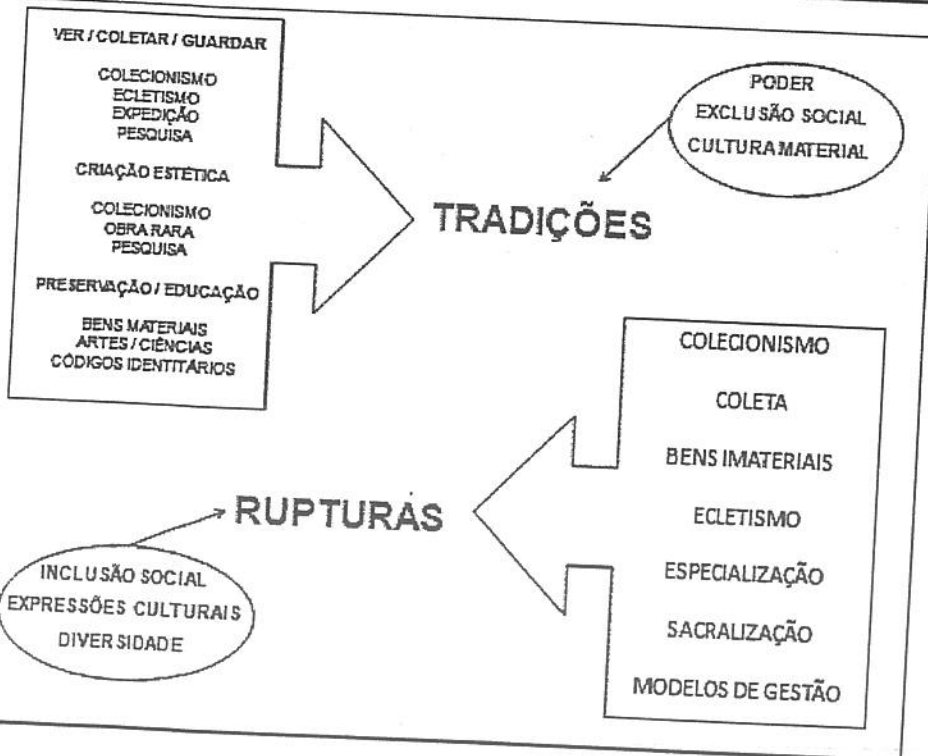 VER / COLETAR / GUARDAR
COLECIONISMO
ECLETISMO
EXPEDIÇÃO
PESQUISA
CRIAÇÃO ESTÉTICA
COLECIONISMO
OBRA RARA
PESQUISA
PRESERVAÇÃO / EDUCAÇÃO
BENS MATERIAIS
ARTES / CIÊNCIAS
CÓDIGOS IDENTITÁRIOS
TRADIÇÕES
PODER
EXCLUSÃO SOCIAL
CULTURA MATERIAL
RUPTURAS
INCLUSÃO SOCIAL
EXPRESSÕES CULTURAIS
DIVERSIDADE
COLECIONISMO
COLETA
BENS IMATERIAIS
ECLETISMO
ESPECIALIZAÇÃO
SACRALIZAÇÃO
MODELOS DE GESTÃO